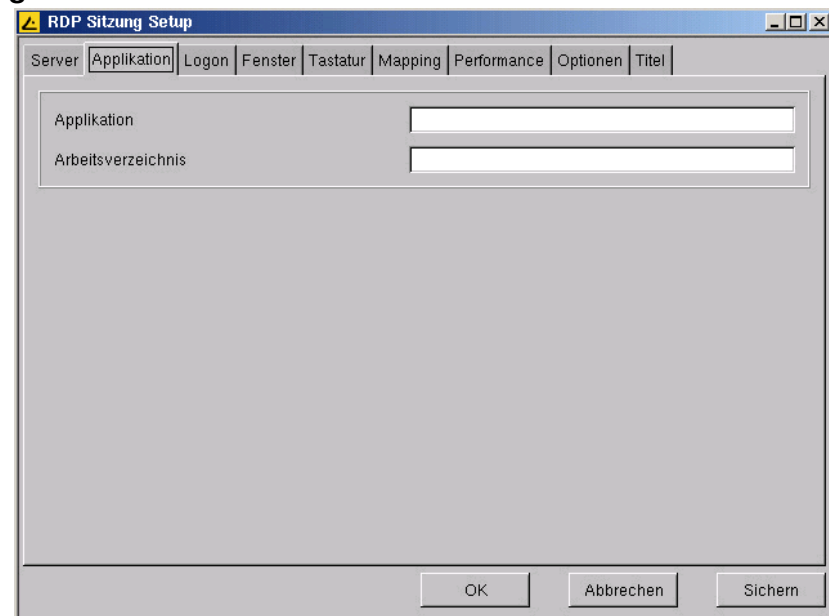 RDP Sitzung Setup
Server Applikation Logon Fenster Tastatur Mapping Performance Optionen Titel
Applikation
Arbeitsverzeichnis
OK Abbrechen Sichern